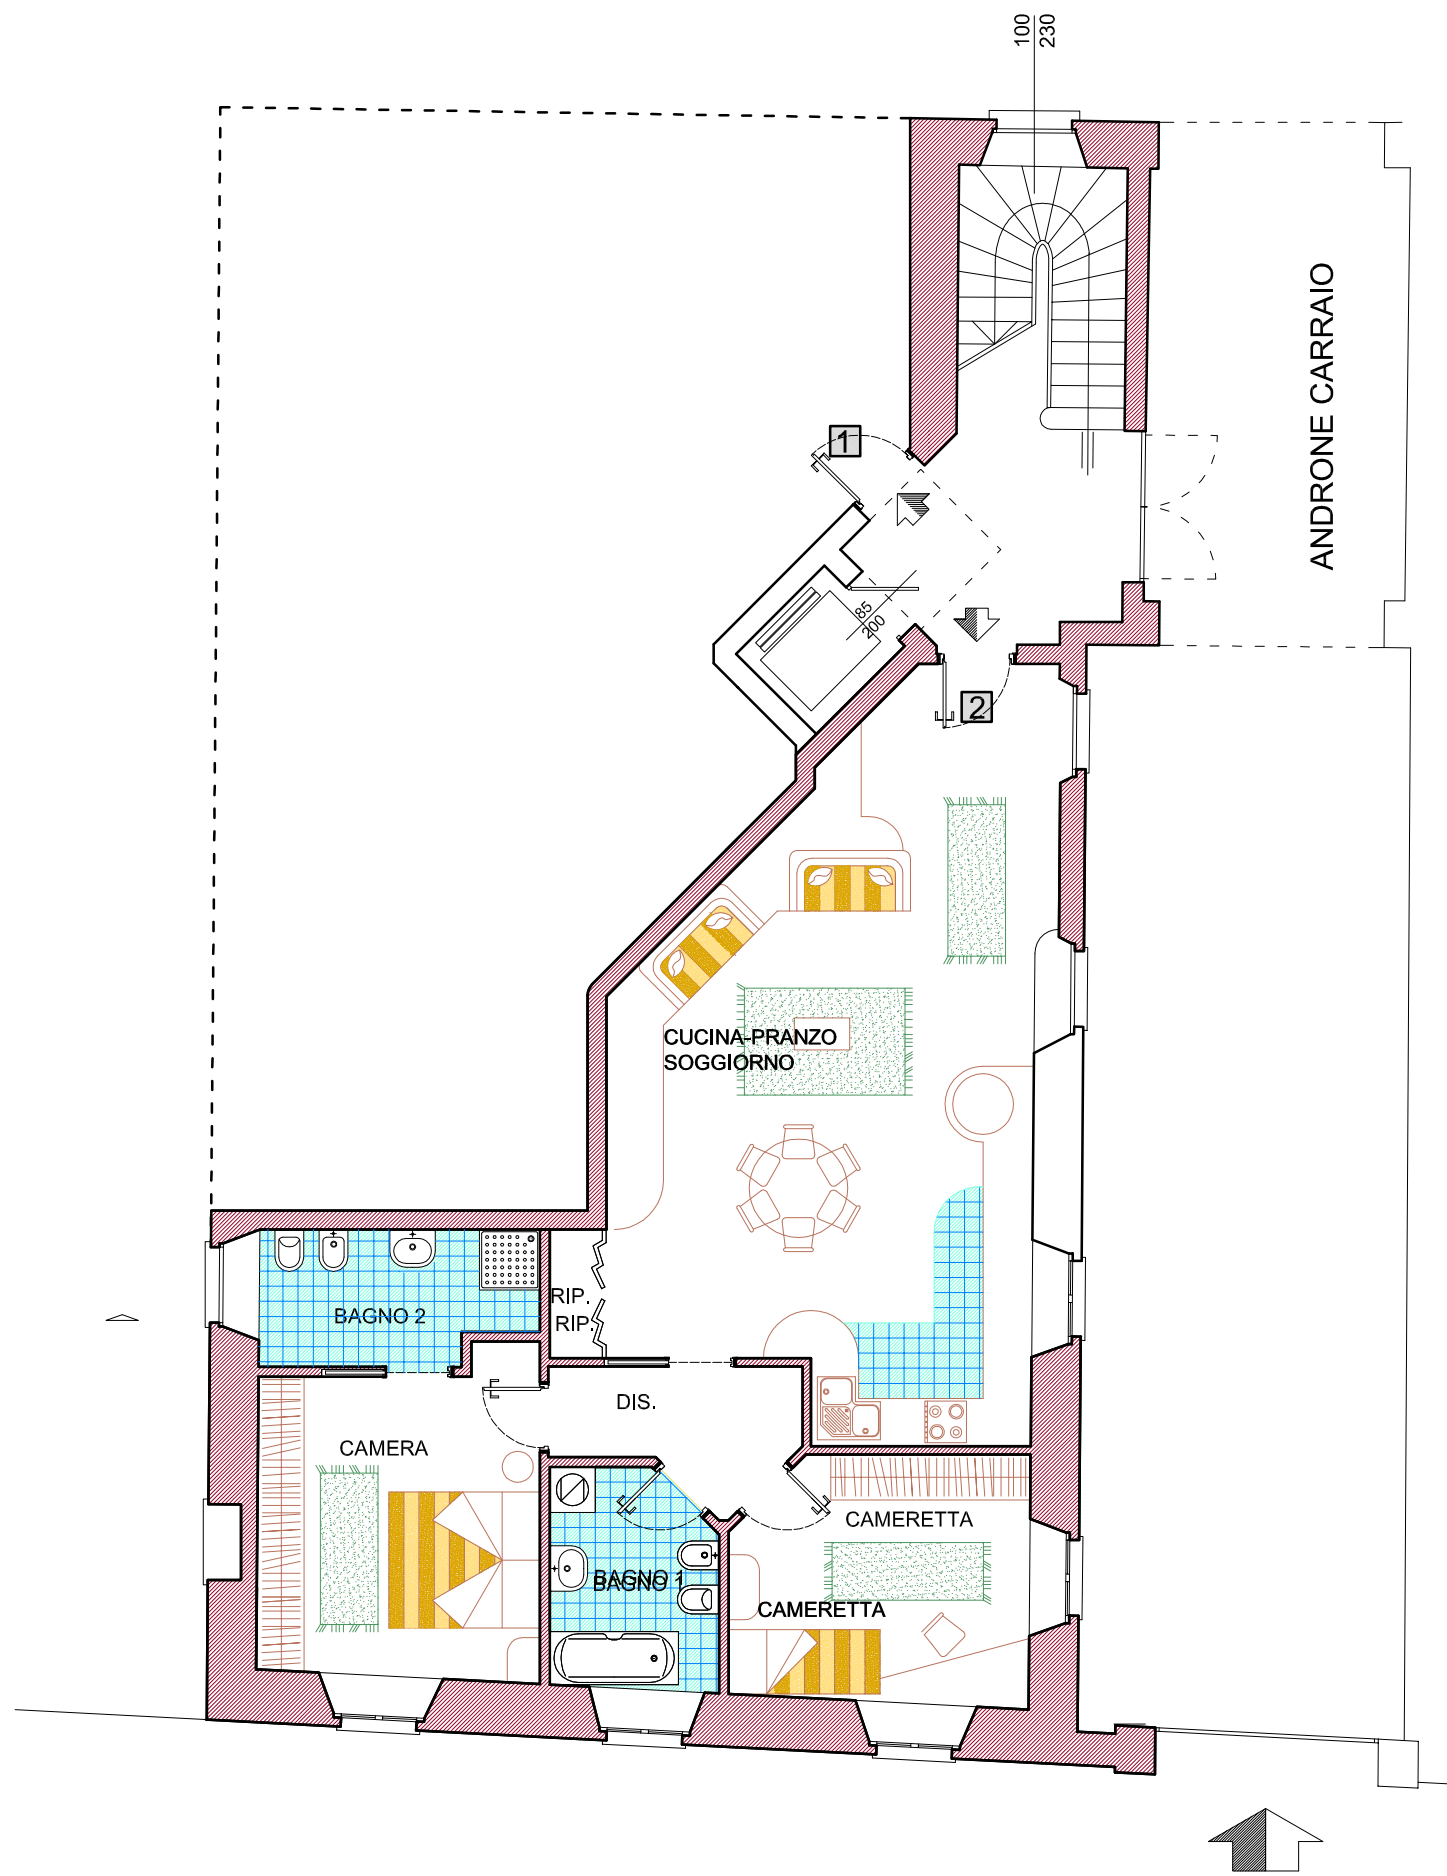 100
230
ANDRONE CARRAIO
1
85
200
2
CUCINA-PRANZO
SOGGIORNO
RIP.
RIP.
BAGNO 2
DIS.
CAMERA
CAMERETTA
BAGNO 1
BAGNO
CAMERETTA